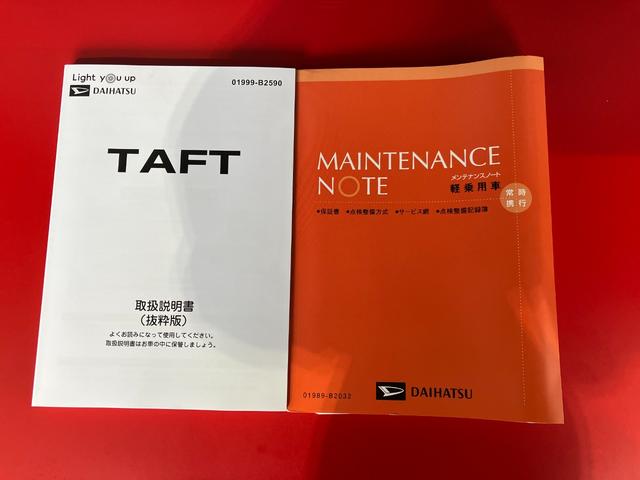 Light you up
DAIHATSU
01999-B2590
TAFT
取扱説明書
（抜粋版）
よくお読みになって使用してください。
取扱説明書はお車の中に保管しましょう。
MAINTENANCE
NOTE
メンテナンスノート
軽乗用車
常時
携行
●保証書 ●点検整備方式 ●サービス網 ●点検整備記録簿
01989-B2032
DAIHATSU